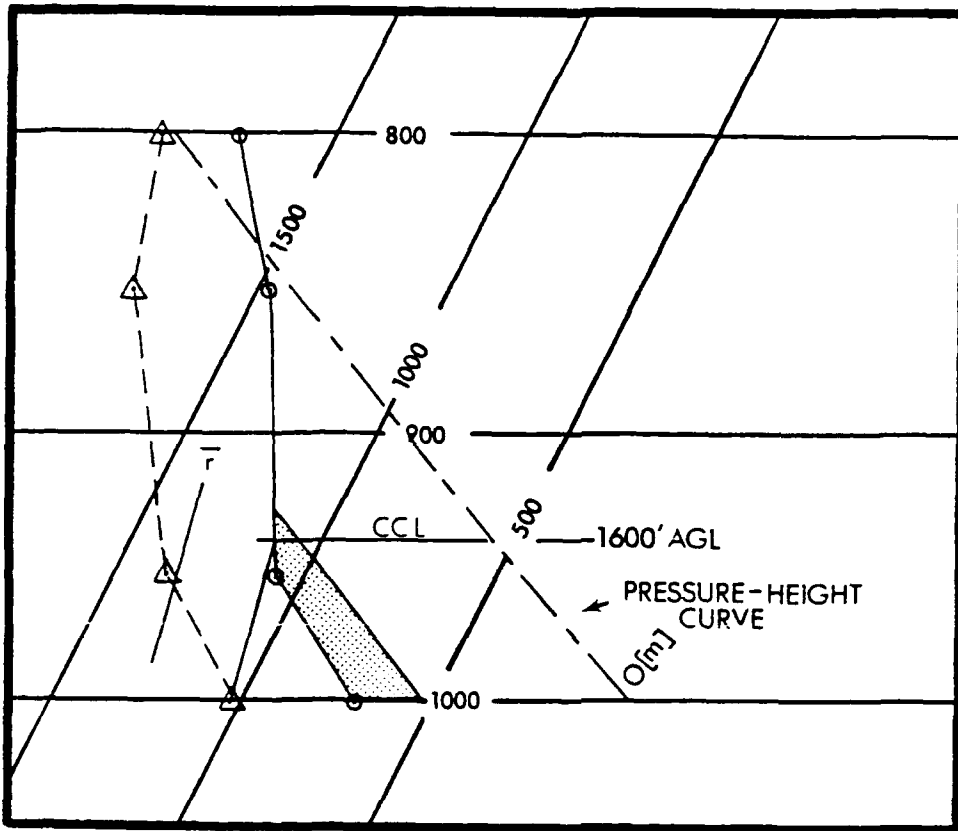 800
1500
1000
900
r̅
500
CCL
1600' AGL
PRESSURE-HEIGHT
CURVE
0[m]
1000